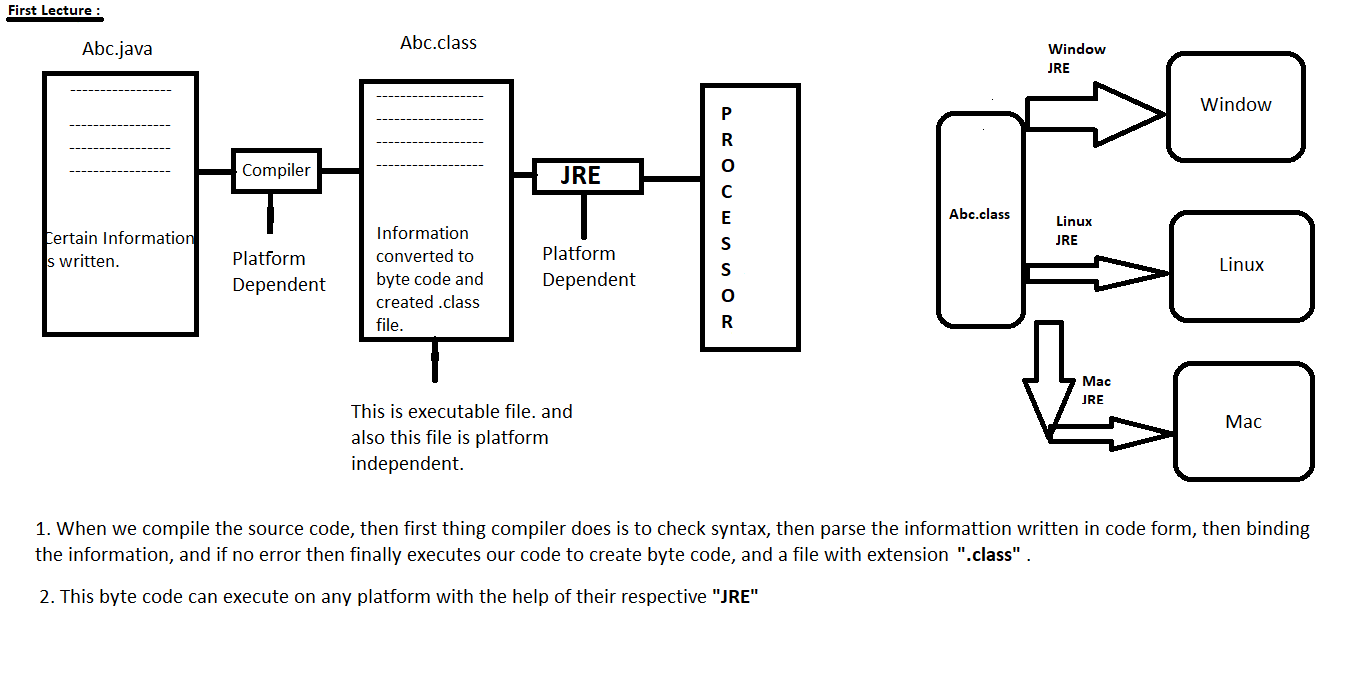 First Lecture :
Abc.java
-----------------
-----------------
-----------------
-----------------
Certain Information
s written.
Compiler
Platform
Dependent
Abc.class
------------------
------------------
------------------
------------------
Information
converted to
byte code and
created .class
file.
This is executable file. and
also this file is platform
independent.
JRE
Platform
Dependent
P
R
O
C
E
S
S
O
R
Abc.class
Window
JRE
Window
Linux
JRE
Linux
Mac
JRE
Mac
1. When we compile the source code, then first thing compiler does is to check syntax, then parse the informattion written in code form, then binding
the information, and if no error then finally executes our code to create byte code, and a file with extension ".class" .
2. This byte code can execute on any platform with the help of their respective "JRE"